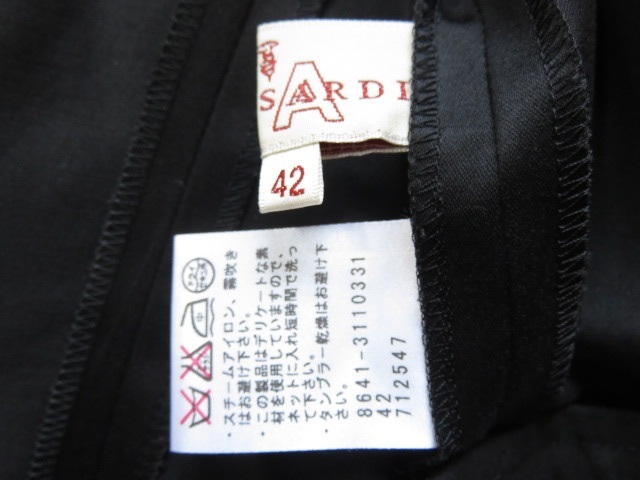 SARDI
A
42
・スチームアイロン、霧吹き
はお避け下さい。
・この製品はデリケートな素
材を使用していますので、
ネットに入れ短時間で洗っ
て下さい。
・タンブラー乾燥はお避け下
さい。
8641-3110331
42
712547